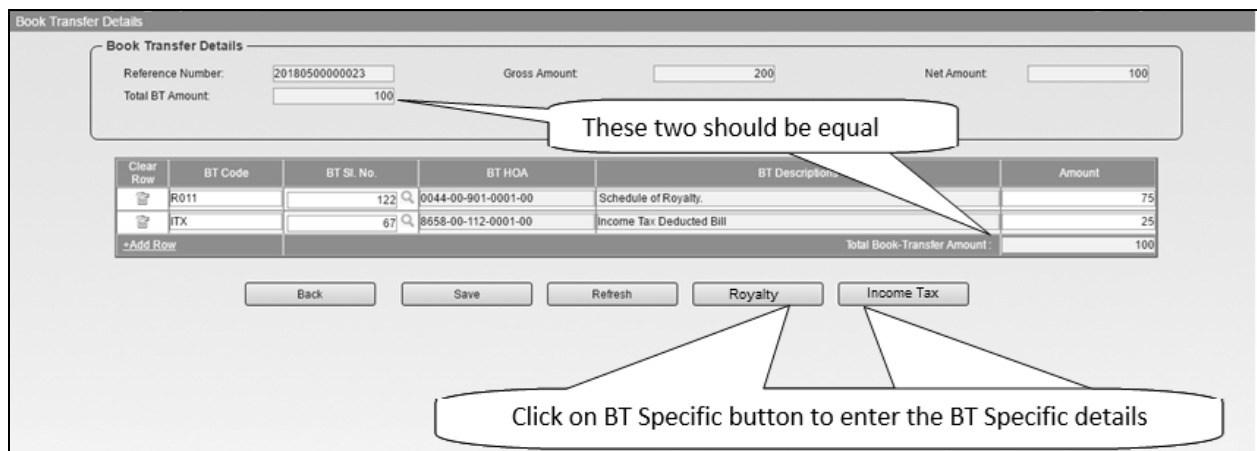 Book Transfer Details
Book Transfer Details
Reference Number: 20180500000023 Gross Amount: 200 Net Amount: 100
Total BT Amount: 100
These two should be equal
Clear Row BT Code BT Sl. No. BT HOA BT Descriptions Amount
R011 122 0044-00-901-0001-00 Schedule of Royalty. 75
ITX 67 8658-00-112-0001-00 Income Tax Deducted Bill 25
+Add Row Total Book-Transfer Amount : 100
Back Save Refresh Royalty Income Tax
Click on BT Specific button to enter the BT Specific details